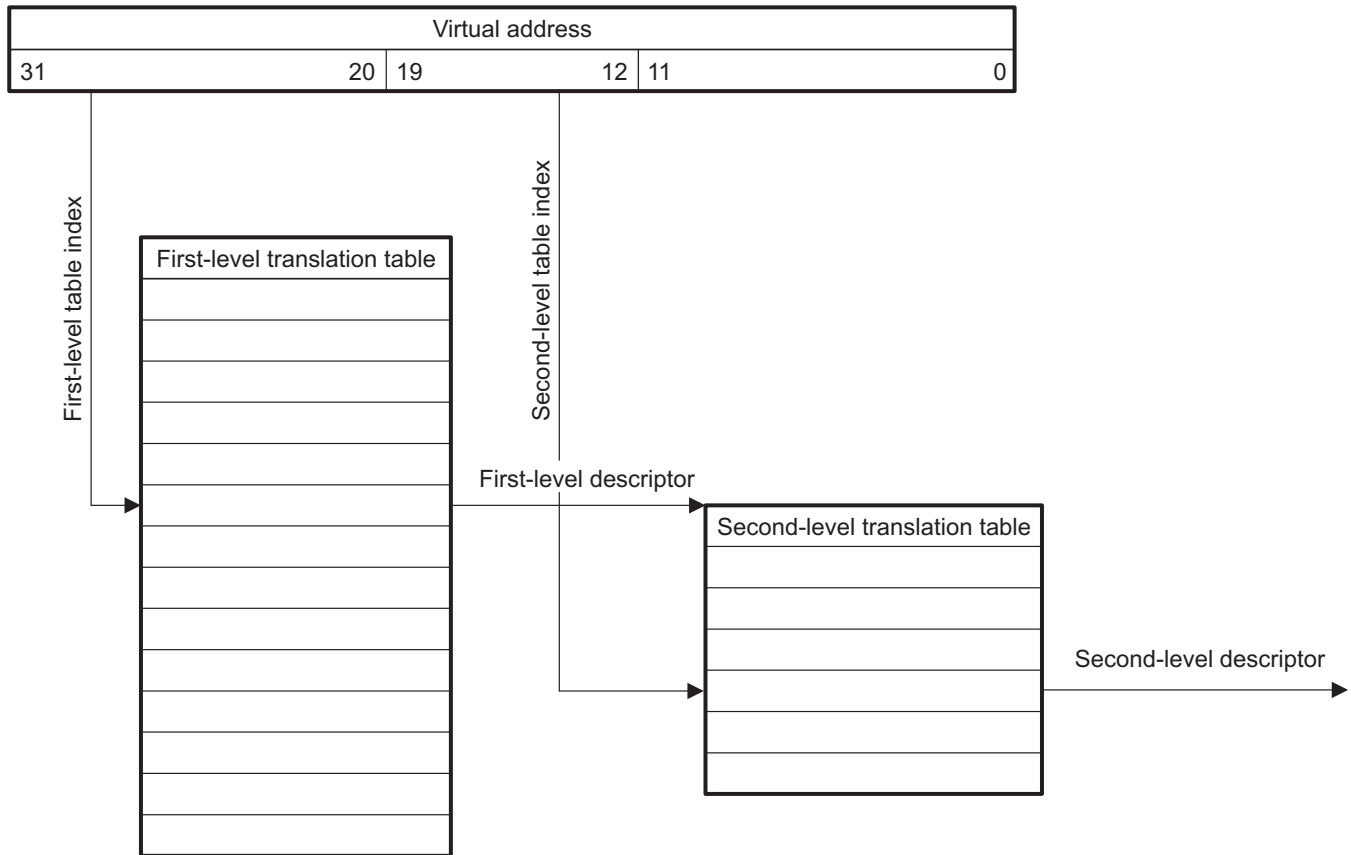 Virtual address
31 20 19 12 11 0
First-level table index
Second-level table index
First-level translation table
First-level descriptor
Second-level translation table
Second-level descriptor